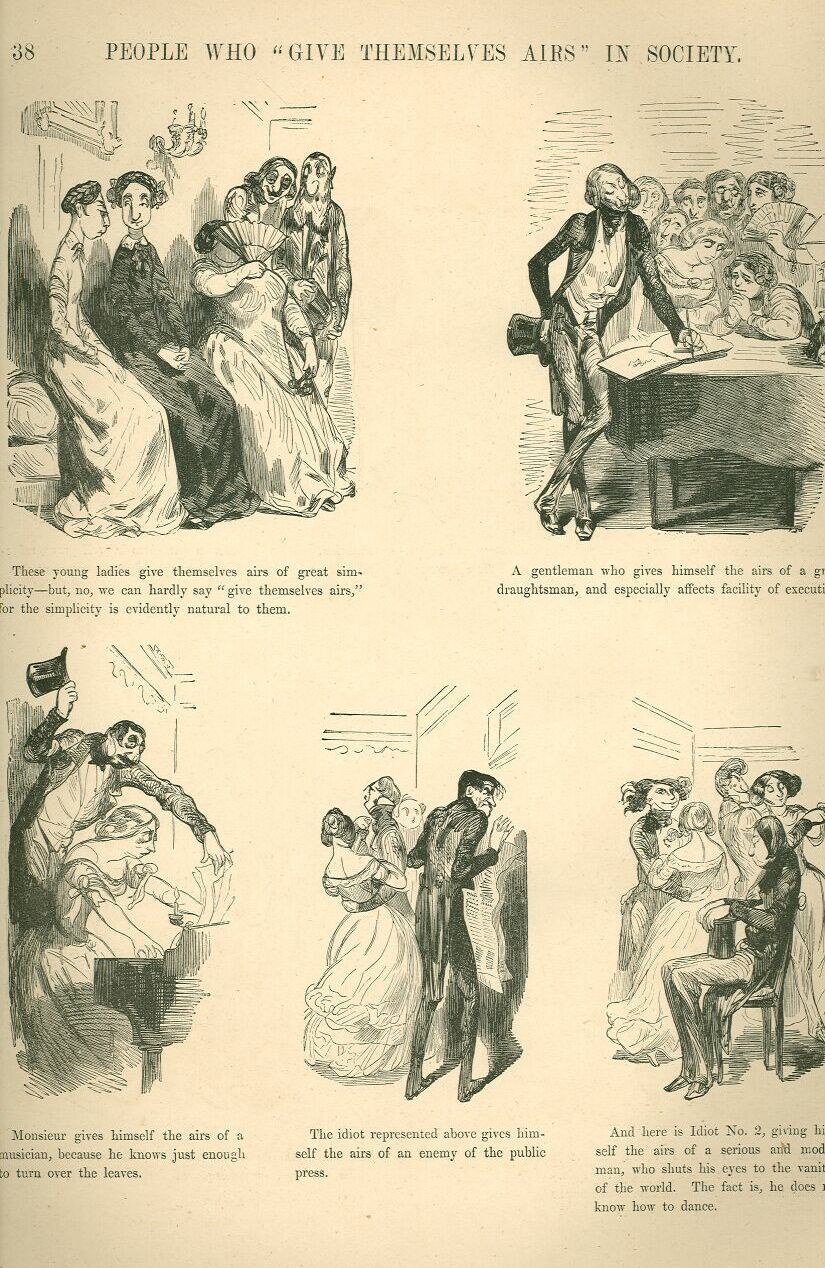 38 PEOPLE WHO "GIVE THEMSELVES AIRS" IN SOCIETY.
These young ladies give themselves airs of great sim-
plicity—but, no, we can hardly say "give themselves airs,"
for the simplicity is evidently natural to them.
A gentleman who gives himself the airs of a gr
draughtsman, and especially affects facility of executi
Monsieur gives himself the airs of a
musician, because he knows just enough
to turn over the leaves.
The idiot represented above gives him-
self the airs of an enemy of the public
press.
And here is Idiot No. 2, giving hi
self the airs of a serious and mod
man, who shuts his eyes to the vanit
of the world. The fact is, he does n
know how to dance.